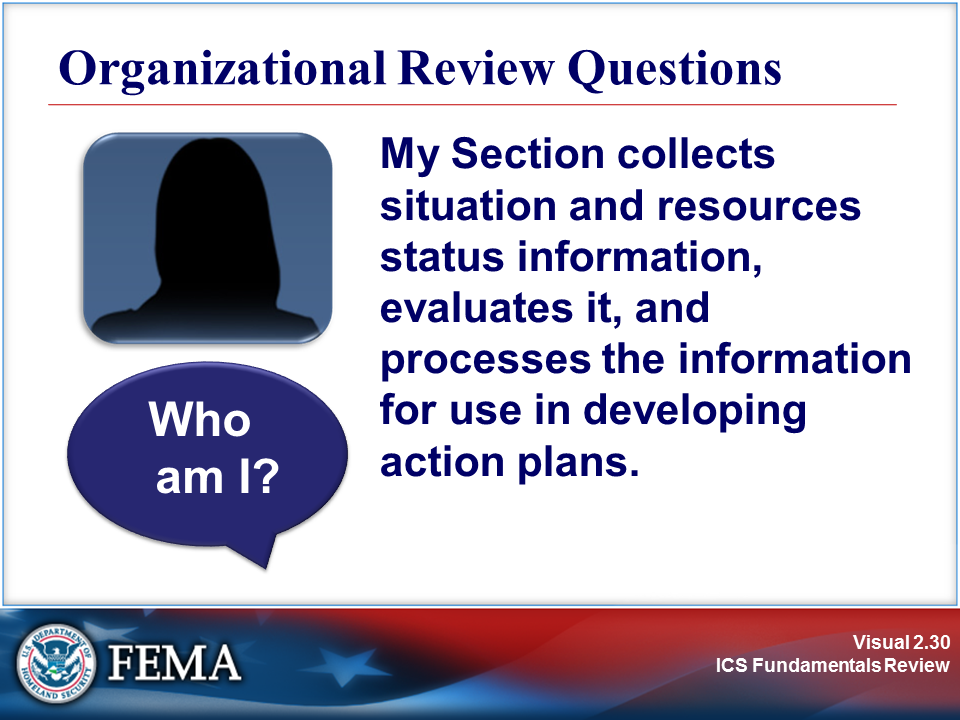 Organizational Review Questions
My Section collects
situation and resources
status information,
evaluates it, and
processes the information
for use in developing
action plans.
Who
am I?
U.S. DEPARTMENT OF
HOMELAND SECURITY
FEMA
Visual 2.30
ICS Fundamentals Review